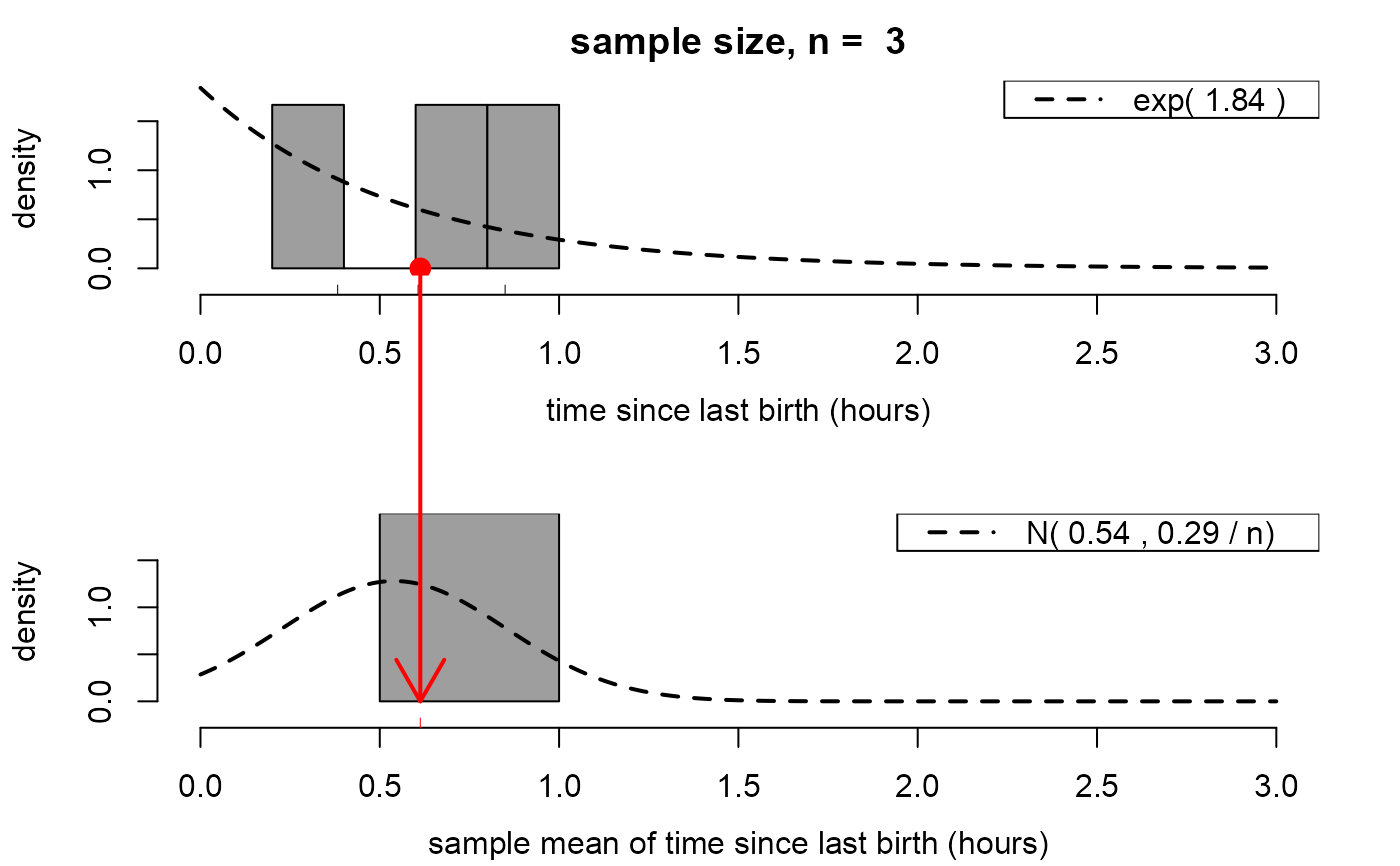 sample size, n =  3
exp( 1.84 )
density
0.0 1.0
0.0 0.5 1.0 1.5 2.0 2.5 3.0
time since last birth (hours)
N( 0.54 , 0.29 / n)
density
0.0 1.0
0.0 0.5 1.0 1.5 2.0 2.5 3.0
sample mean of time since last birth (hours)